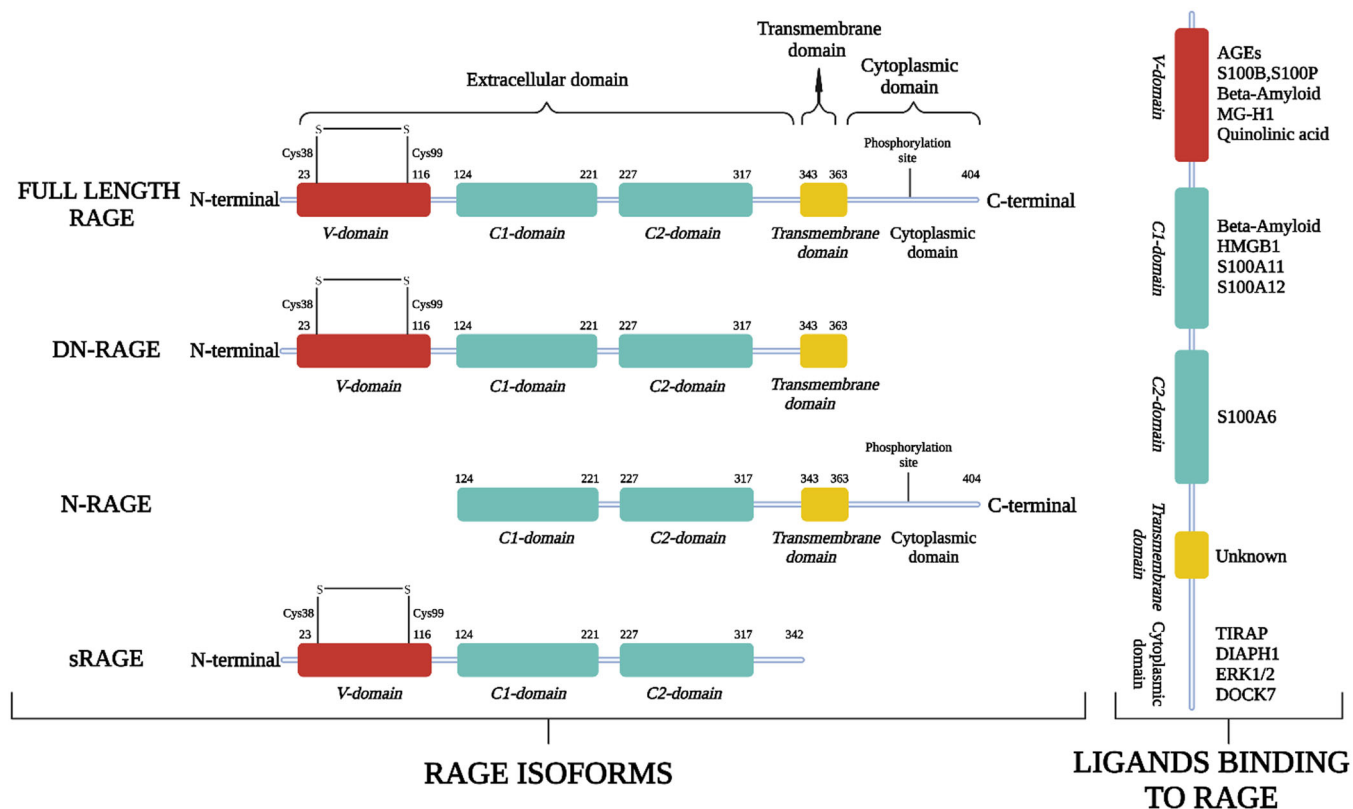 Transmembrane
domain
Extracellular domain
Cytoplasmic
domain
S S
Cys38 Cys99
Phosphorylation
site
23 116 124 221 227 317 343 363 404
FULL LENGTH
RAGE
N-terminal
C-terminal
V-domain C1-domain C2-domain Transmembrane
domain
Cytoplasmic
domain
S S
Cys38 Cys99
23 116 124 221 227 317 343 363
DN-RAGE
N-terminal
V-domain C1-domain C2-domain Transmembrane
domain
Phosphorylation
site
124 221 227 317 343 363 404
N-RAGE
C-terminal
C1-domain C2-domain Transmembrane
domain
Cytoplasmic
domain
S S
Cys38 Cys99
23 116 124 221 227 317 342
sRAGE
N-terminal
V-domain C1-domain C2-domain
RAGE ISOFORMS
V-domain
AGEs
S100B,S100P
Beta-Amyloid
MG-H1
Quinolinic acid
C1-domain
Beta-Amyloid
HMGB1
S100A11
S100A12
C2-domain
S100A6
Transmembrane
domain
Unknown
Cytoplasmic
domain
TIRAP
DIAPH1
ERK1/2
DOCK7
LIGANDS BINDING
TO RAGE